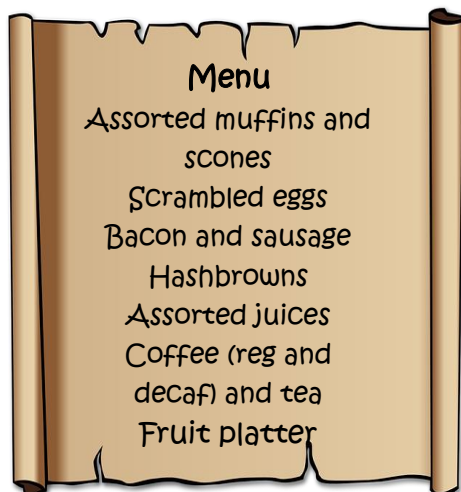 Menu
Assorted muffins and
scones
Scrambled eggs
Bacon and sausage
Hashbrowns
Assorted juices
Coffee (reg and
decaf) and tea
Fruit platter